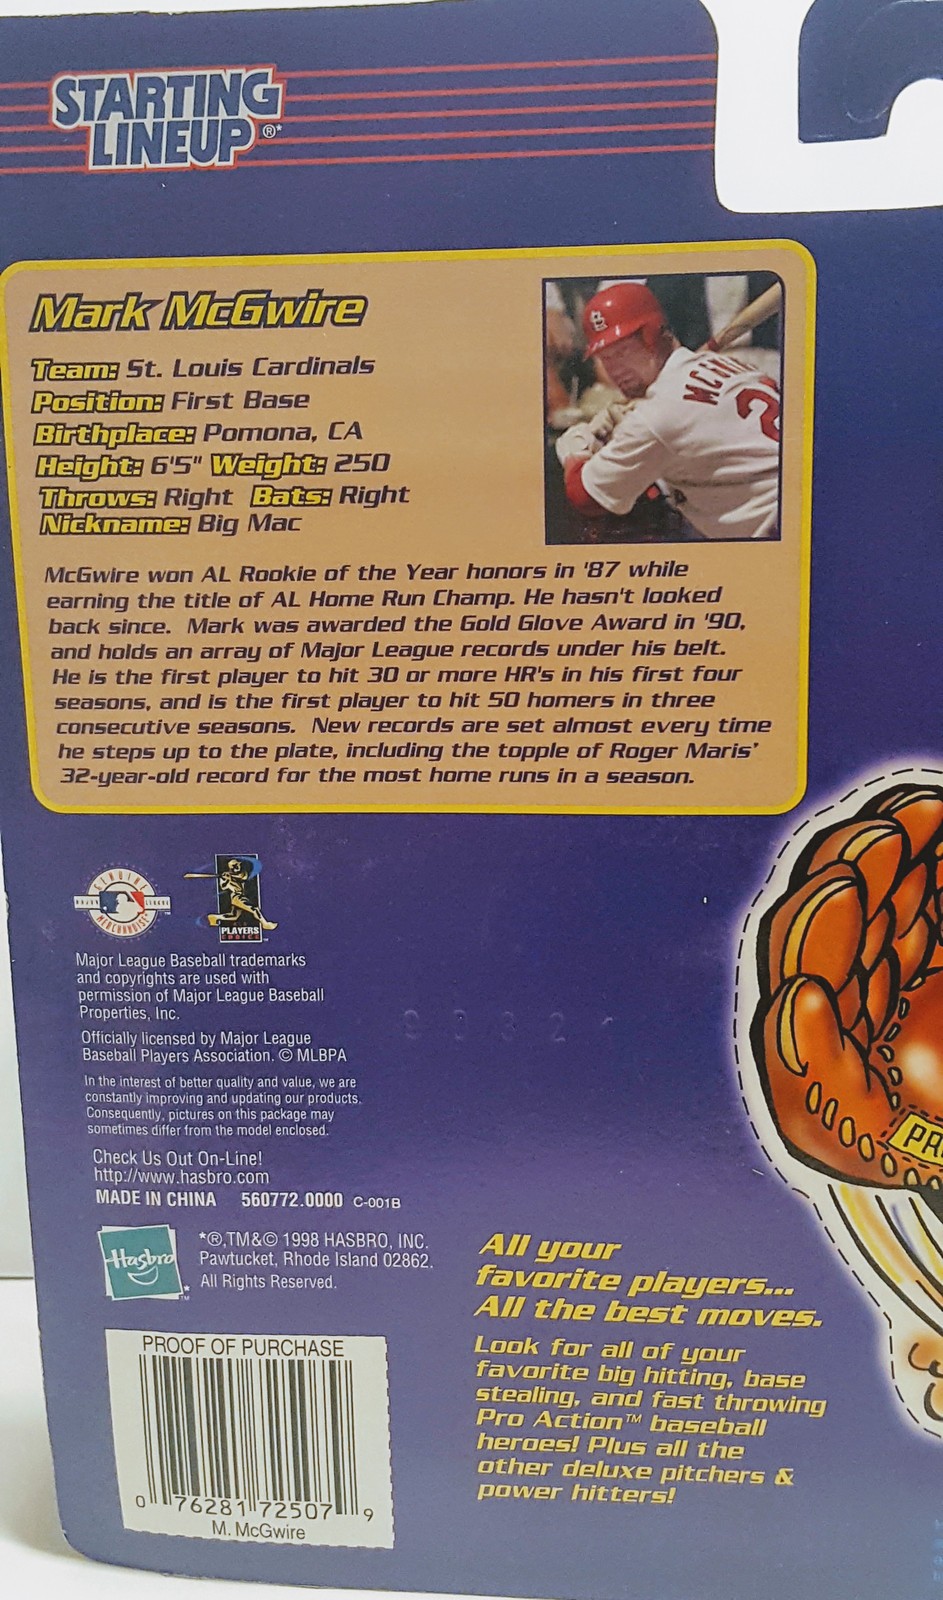 STARTING
LINEUP ®*
Mark McGwire
Team: St. Louis Cardinals
Position: First Base
Birthplace: Pomona, CA
Height: 6'5" Weight: 250
Throws: Right Bats: Right
Nickname: Big Mac
McGwire won AL Rookie of the Year honors in '87 while
earning the title of AL Home Run Champ. He hasn't looked
back since. Mark was awarded the Gold Glove Award in '90,
and holds an array of Major League records under his belt.
He is the first player to hit 30 or more HR's in his first four
seasons, and is the first player to hit 50 homers in three
consecutive seasons. New records are set almost every time
he steps up to the plate, including the topple of Roger Maris'
32-year-old record for the most home runs in a season.
GENUINE
MAJOR LEAGUE
MERCHANDISE
PLAYERS
CHOICE
Major League Baseball trademarks
and copyrights are used with
permission of Major League Baseball
Properties, Inc.
Officially licensed by Major League
Baseball Players Association. © MLBPA
In the interest of better quality and value, we are
constantly improving and updating our products.
Consequently, pictures on this package may
sometimes differ from the model enclosed.
Check Us Out On-Line!
http://www.hasbro.com
MADE IN CHINA 560772.0000 C-001B
Hasbro
*®,TM&© 1998 HASBRO, INC.
Pawtucket, Rhode Island 02862.
All Rights Reserved.
PROOF OF PURCHASE
0 76281 72507 9
M. McGwire
All your
favorite players...
All the best moves.
Look for all of your
favorite big hitting, base
stealing, and fast throwing
Pro Action™ baseball
heroes! Plus all the
other deluxe pitchers &
power hitters!